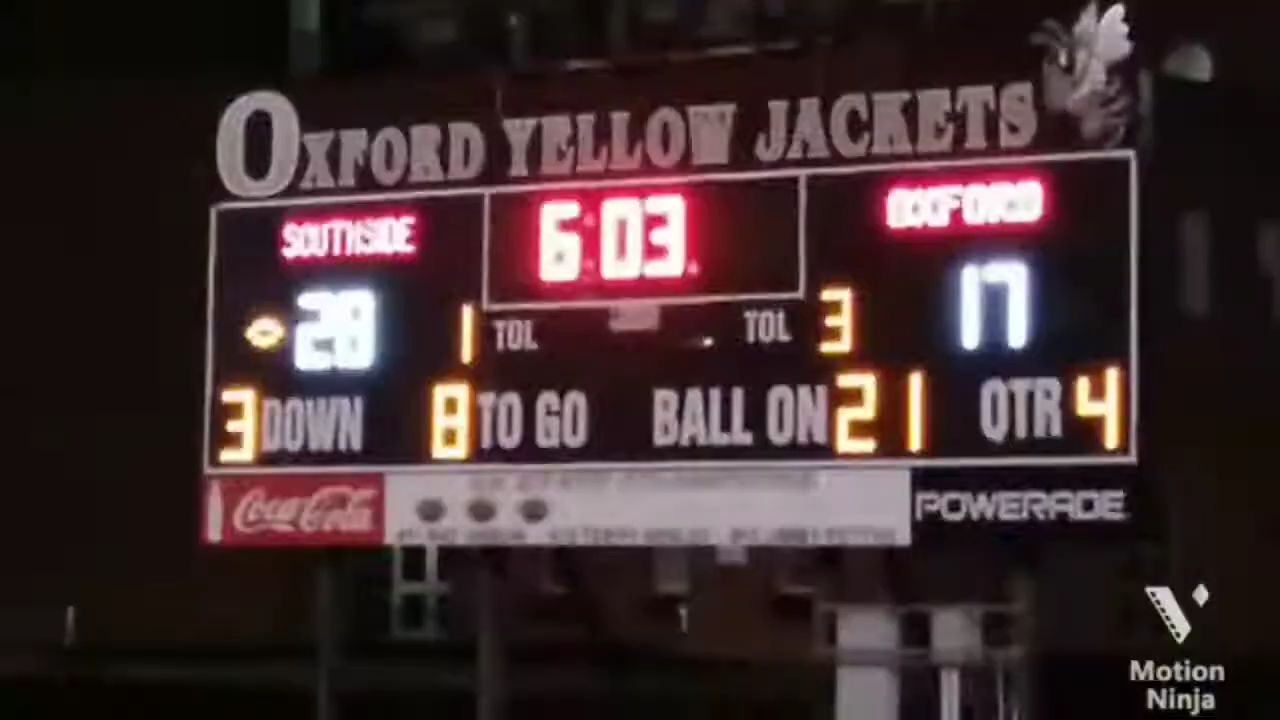 OXFORD YELLOW JACKETS
SOUTHSIDE 6:03 OXFORD
28 1 TOL TOL 3 17
3 DOWN 8 TO GO BALL ON 21 QTR 4
Coca-Cola POWERADE
Motion
Ninja